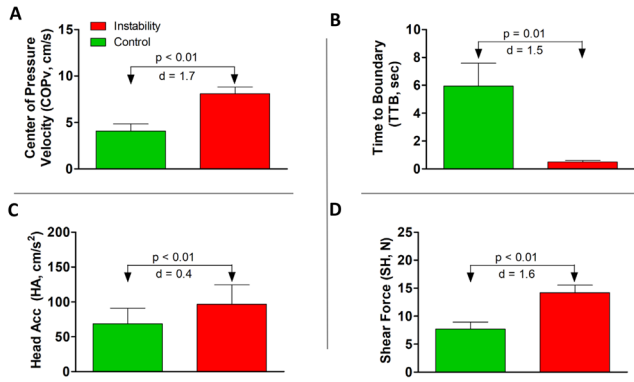 A
Instability
Control
Center of Pressure
Velocity (COPv, cm/s)
15
10
5
0
p < 0.01
d = 1.7
B
Time to Boundary
(TTB, sec)
10
8
6
4
2
0
p = 0.01
d = 1.5
C
Head Acc (HA, cm/s²)
200
150
100
50
0
p < 0.01
d = 0.4
D
Shear Force (SH, N)
25
20
15
10
5
0
p < 0.01
d = 1.6